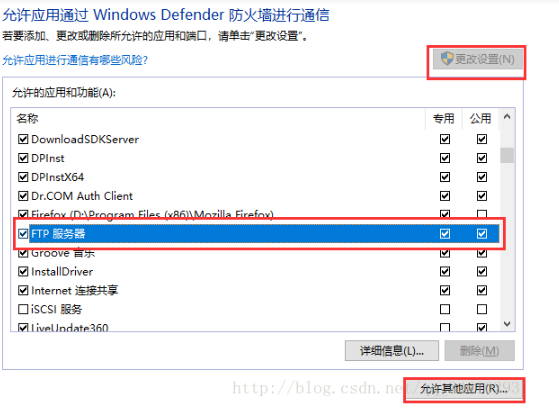 允许应用通过 Windows Defender 防火墙进行通信
若要添加、更改或删除所允许的应用和端口，请单击"更改设置"。
允许应用进行通信有哪些风险?
更改设置(N)
允许的应用和功能(A):
名称 专用 公用
DownloadSDKServer
DPInst
DPInstX64
Dr.COM Auth Client
Firefox (D:\Program Files (x86)\Mozilla Firefox)
FTP 服务器
Groove 音乐
InstallDriver
Internet 连接共享
iSCSI 服务
LiveUpdate360
详细信息(L)... 删除(M)
http://blog.csdn.net/
允许其他应用(R)...